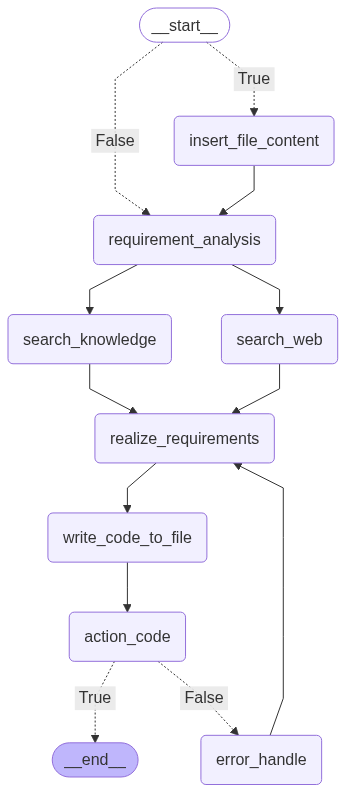 __start__
True
False
insert_file_content
requirement_analysis
search_knowledge
search_web
realize_requirements
write_code_to_file
action_code
True
False
__end__
error_handle